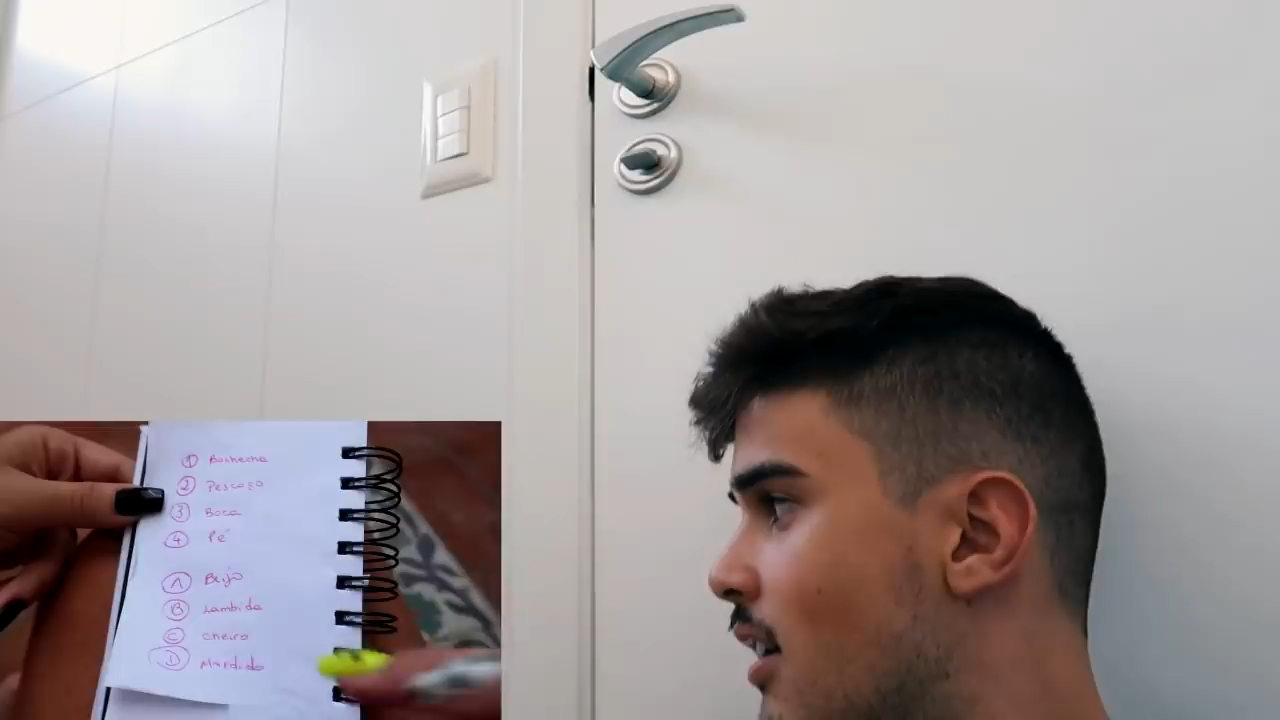 1 Bochecha
2 Pescoço
3 Boca
4 Pé
A Beijo
B Lambida
C cheiro
D Mordida